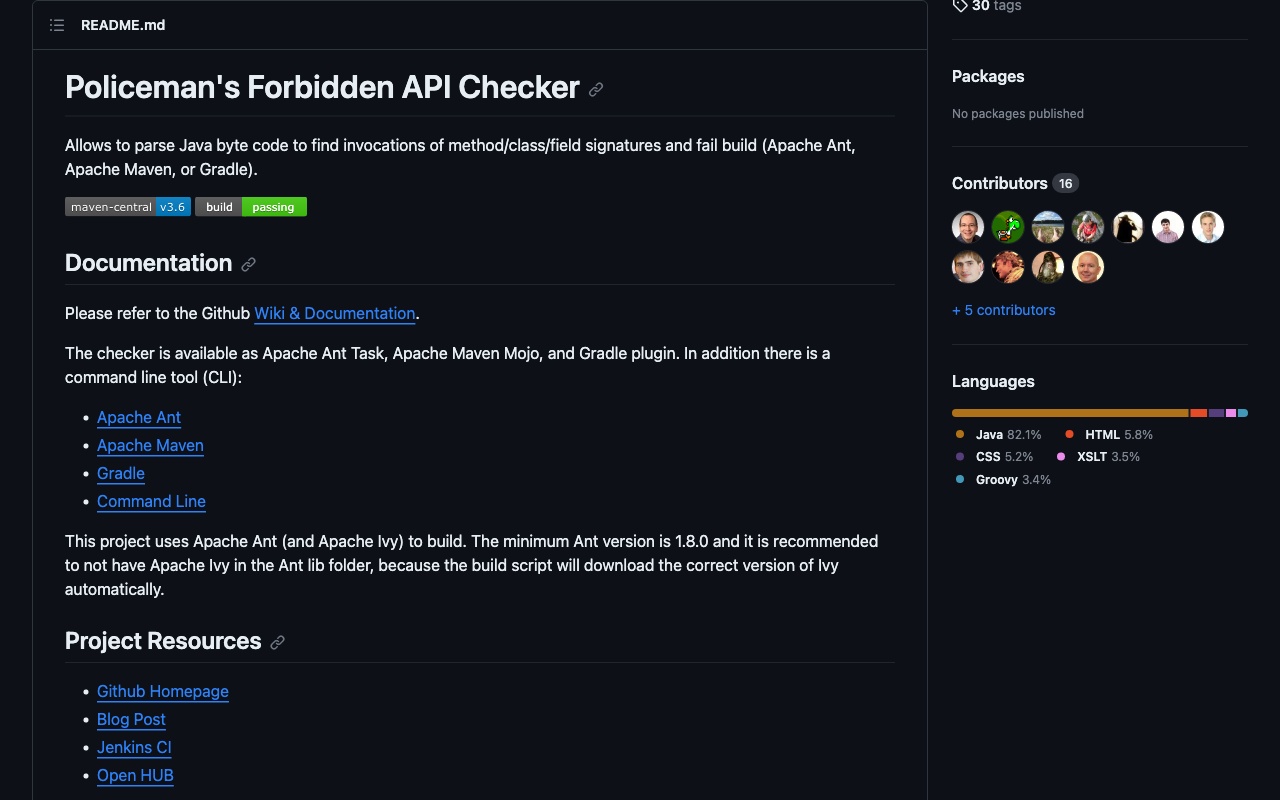 README.md
Policeman's Forbidden API Checker
Allows to parse Java byte code to find invocations of method/class/field signatures and fail build (Apache Ant,
Apache Maven, or Gradle).
maven-central v3.6 build passing
Documentation
Please refer to the Github Wiki & Documentation.
The checker is available as Apache Ant Task, Apache Maven Mojo, and Gradle plugin. In addition there is a
command line tool (CLI):
• Apache Ant
• Apache Maven
• Gradle
• Command Line
This project uses Apache Ant (and Apache Ivy) to build. The minimum Ant version is 1.8.0 and it is recommended
to not have Apache Ivy in the Ant lib folder, because the build script will download the correct version of Ivy
automatically.
Project Resources
• Github Homepage
• Blog Post
• Jenkins CI
• Open HUB
30 tags
Packages
No packages published
Contributors 16
+ 5 contributors
Languages
Java 82.1% HTML 5.8%
CSS 5.2% XSLT 3.5%
Groovy 3.4%